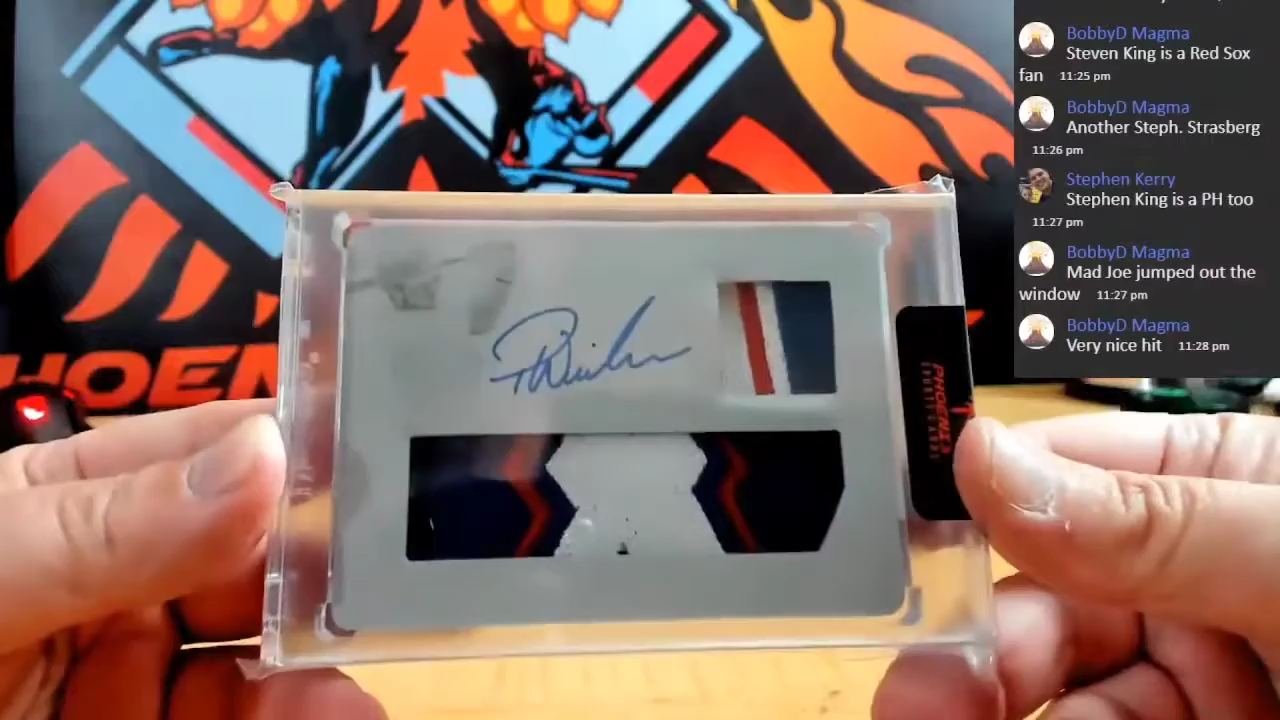 BobbyD Magma
Steven King is a Red Sox
fan 11:25 pm
BobbyD Magma
Another Steph. Strasberg
11:26 pm
Stephen Kerry
Stephen King is a PH too
11:27 pm
BobbyD Magma
Mad Joe jumped out the
window 11:27 pm
BobbyD Magma
Very nice hit 11:28 pm
HOEN
PHOENIX